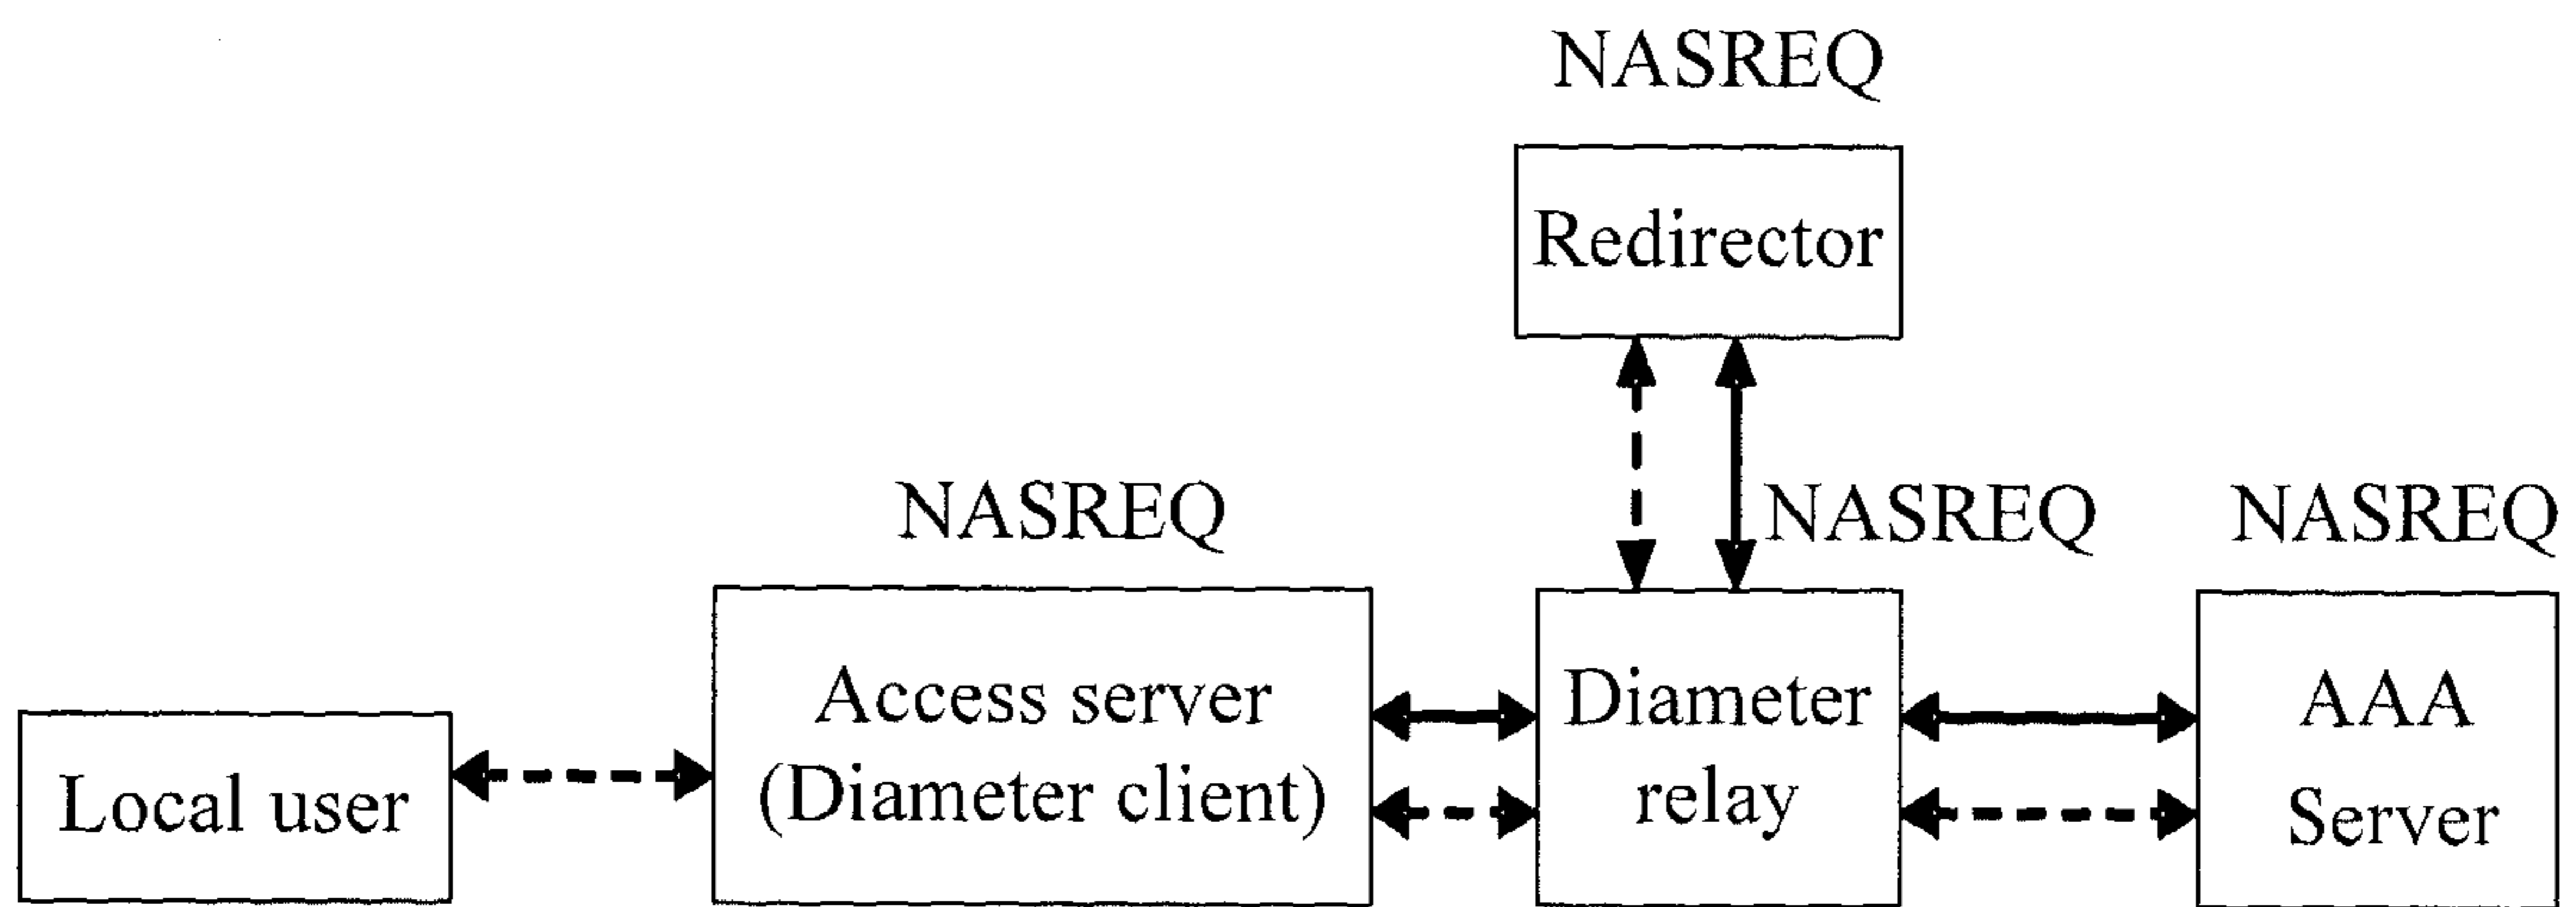 NASREQ
Redirector
NASREQ
NASREQ
NASREQ
Local user
Access server
(Diameter client)
Diameter
relay
AAA
Server